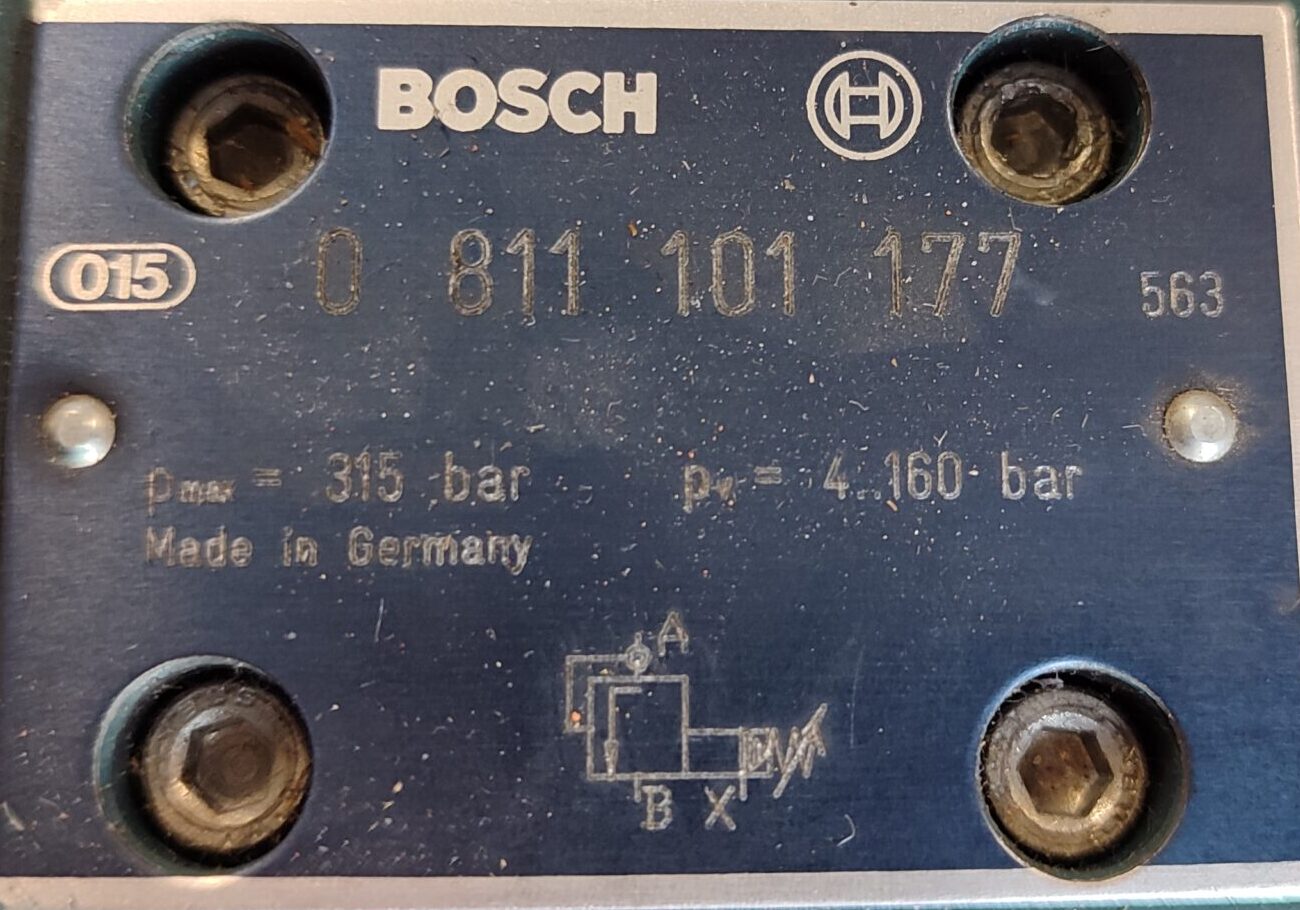 BOSCH
015 0 811 101 177 563
pmax = 315 bar pv = 4..160 bar
Made in Germany
A
B X